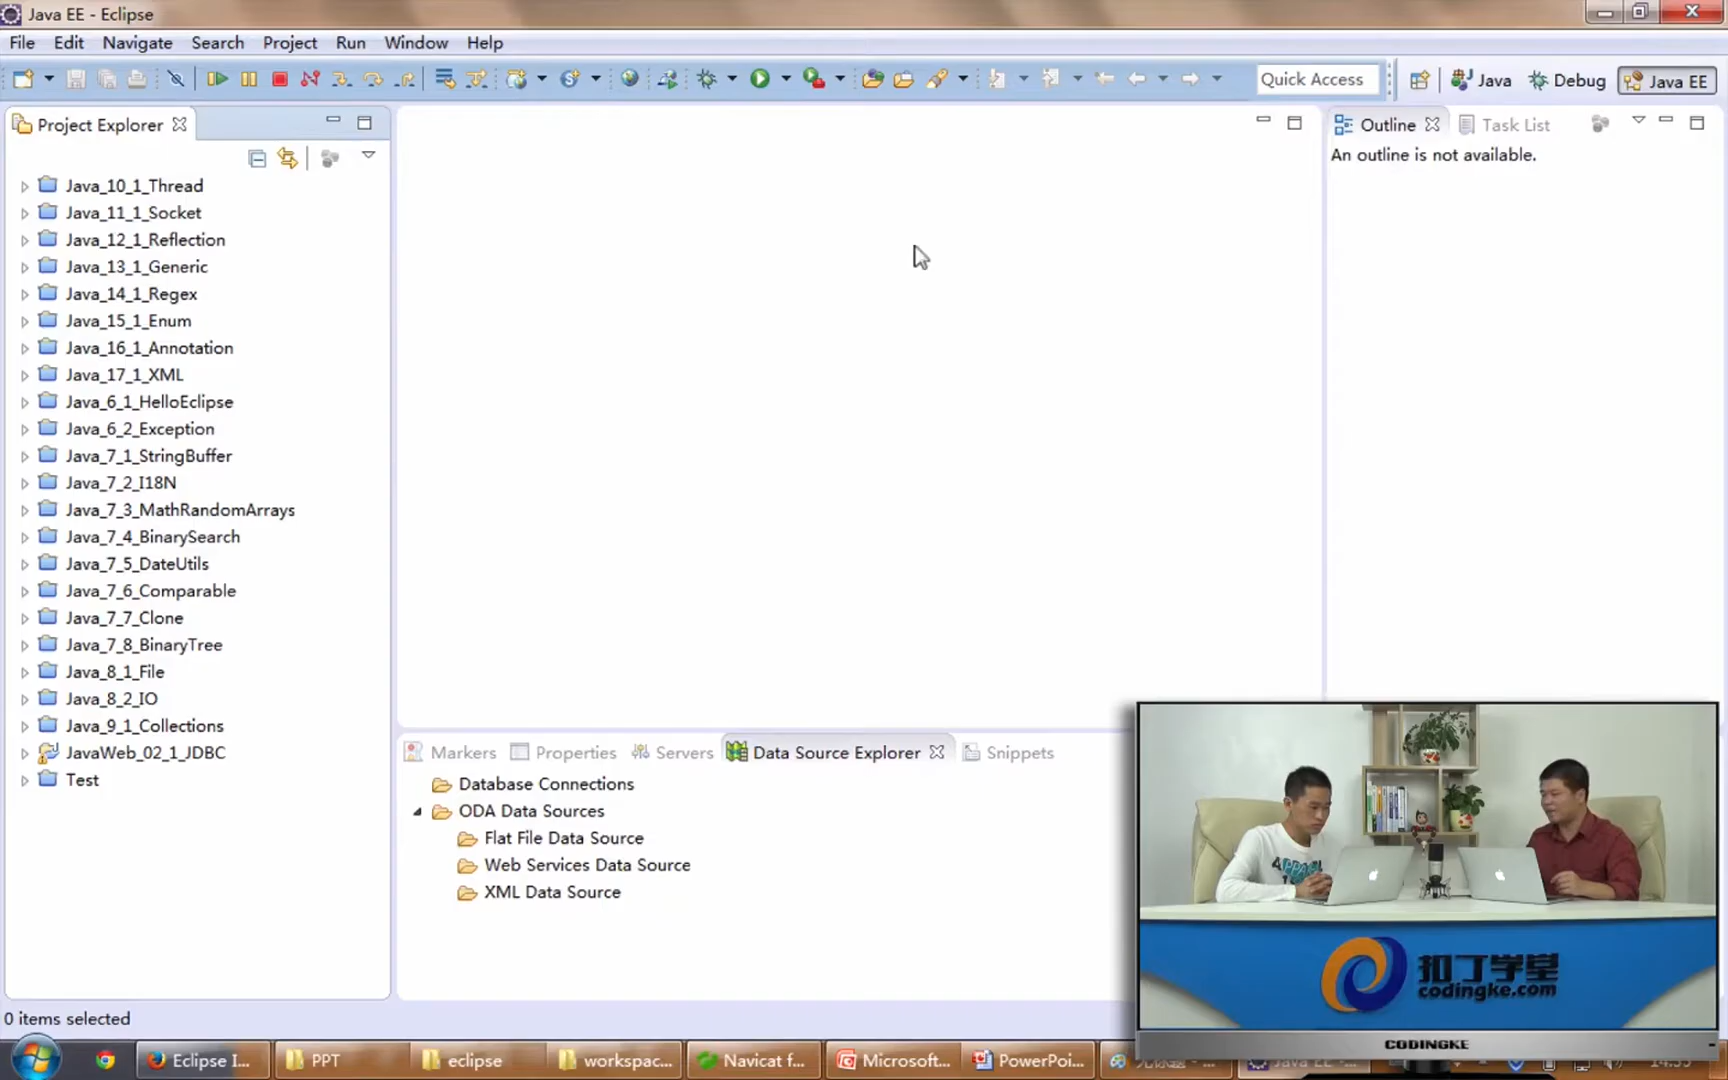 Java EE - Eclipse
File Edit Navigate Search Project Run Window Help
Quick Access Java Debug Java EE
Project Explorer
Outline Task List
An outline is not available.
Java_10_1_Thread
Java_11_1_Socket
Java_12_1_Reflection
Java_13_1_Generic
Java_14_1_Regex
Java_15_1_Enum
Java_16_1_Annotation
Java_17_1_XML
Java_6_1_HelloEclipse
Java_6_2_Exception
Java_7_1_StringBuffer
Java_7_2_I18N
Java_7_3_MathRandomArrays
Java_7_4_BinarySearch
Java_7_5_DateUtils
Java_7_6_Comparable
Java_7_7_Clone
Java_7_8_BinaryTree
Java_8_1_File
Java_8_2_IO
Java_9_1_Collections
JavaWeb_02_1_JDBC
Test
Markers Properties Servers Data Source Explorer Snippets
Database Connections
ODA Data Sources
Flat File Data Source
Web Services Data Source
XML Data Source
扣丁学堂
codingke.com
CODINGKE
0 items selected
Eclipse I... PPT eclipse workspac... Navicat f... Microsoft... PowerPoi...